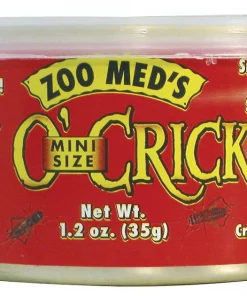 ZOO MED'S
MINI
SIZE
O' CRICK
Net Wt.
1.2 oz. (35g)